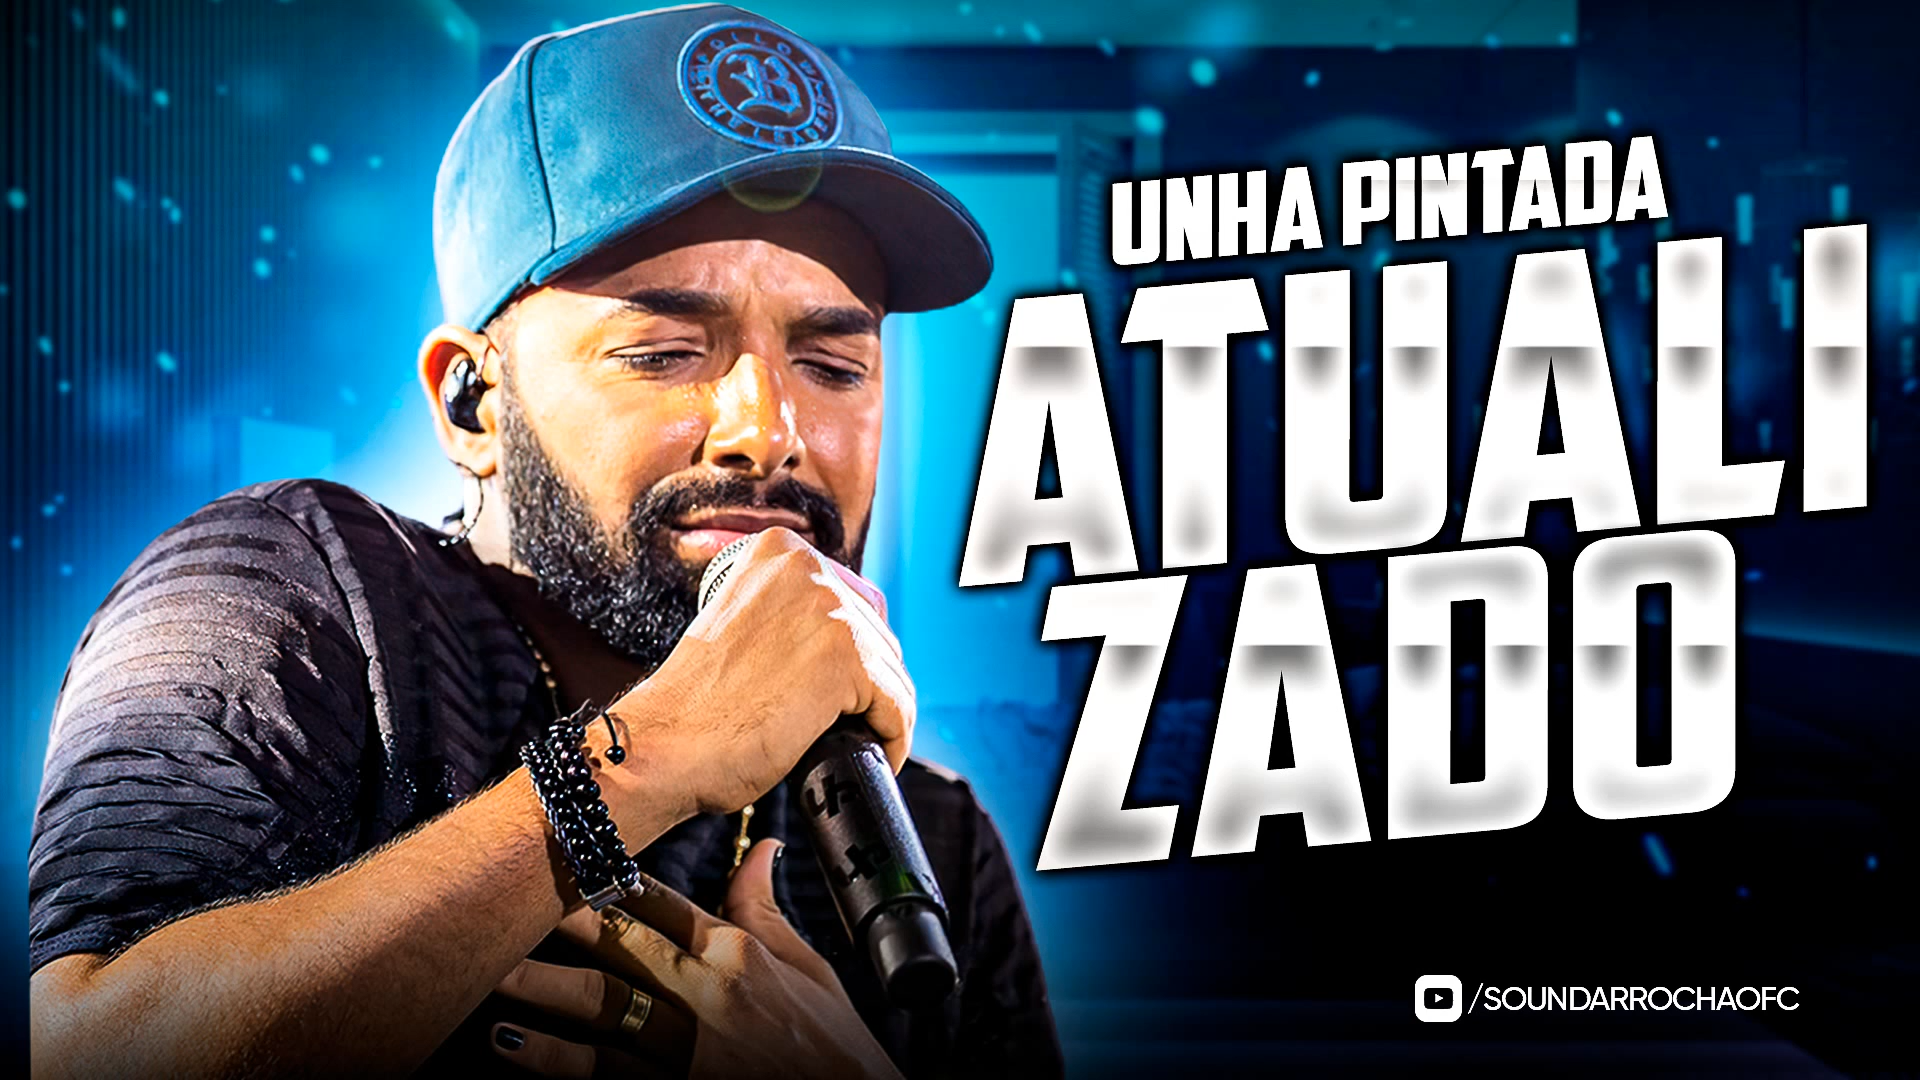 UNHA PINTADA
ATUALI
ZADO
/SOUNDARROCHAOFC
B